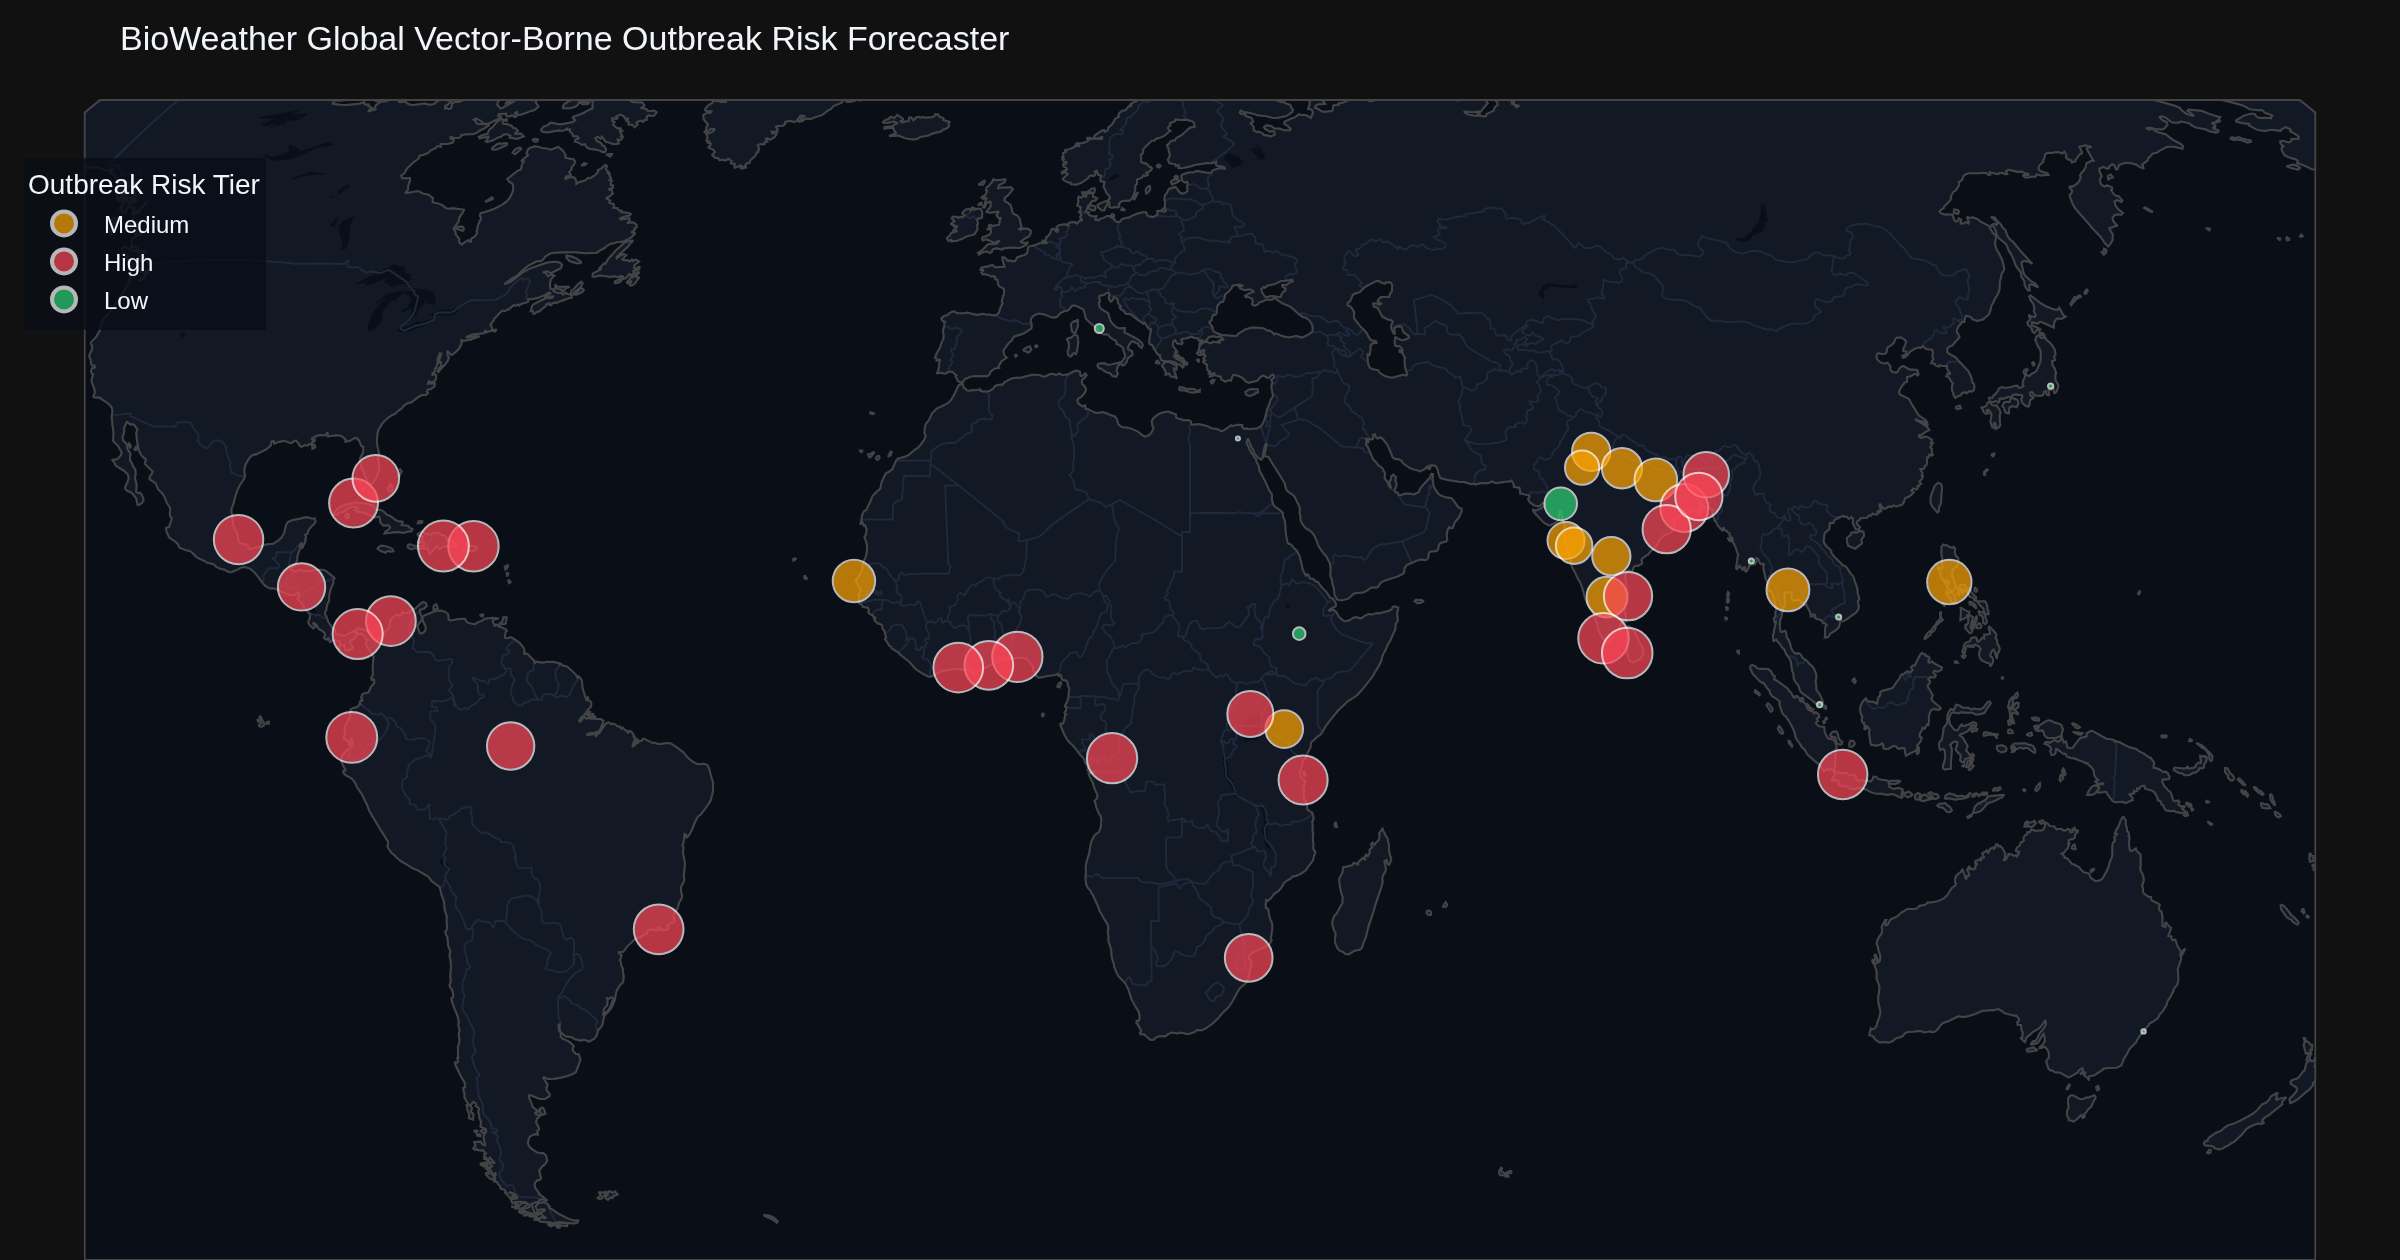 BioWeather Global Vector-Borne Outbreak Risk Forecaster
Outbreak Risk Tier
Medium
High
Low